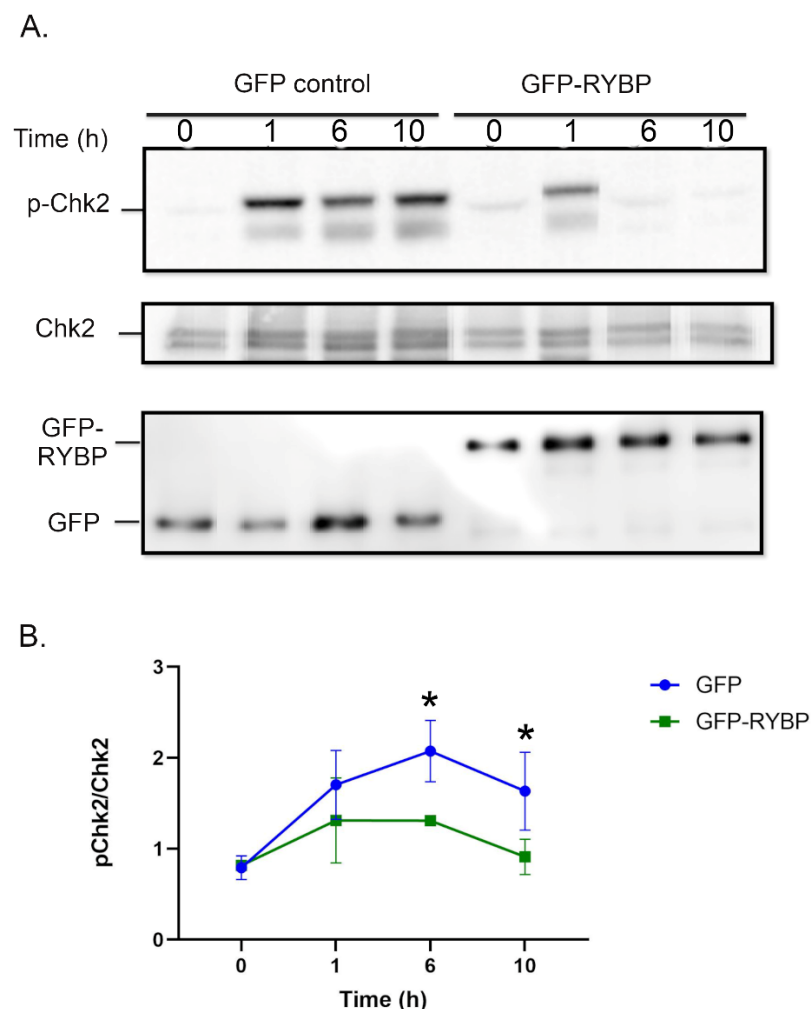 A.
GFP control GFP-RYBP
Time (h) 0 1 6 10 0 1 6 10
p-Chk2
Chk2
GFP-
RYBP
GFP
B.
3
2
1
0
pChk2/Chk2
* *
0 1 6 10
Time (h)
GFP
GFP-RYBP